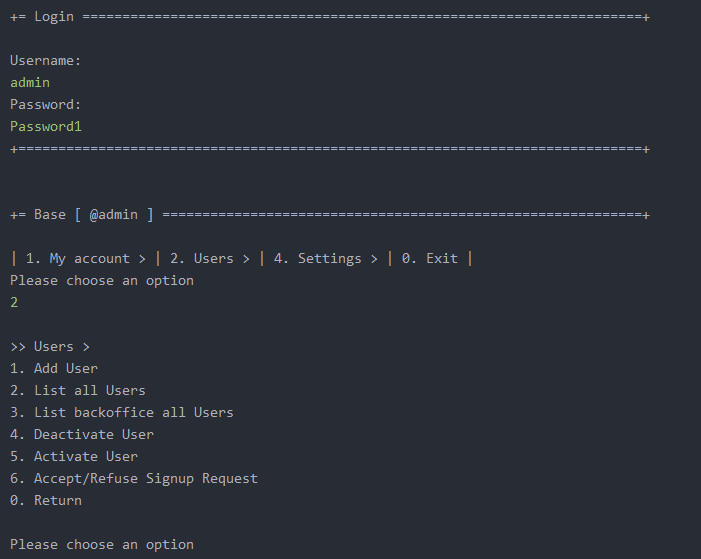 += Login ======================================================================+
Username:
admin
Password:
Password1
+==============================================================================+
+= Base [ @admin ] ============================================================+
| 1. My account > | 2. Users > | 4. Settings > | 0. Exit |
Please choose an option
2
>> Users >
1. Add User
2. List all Users
3. List backoffice all Users
4. Deactivate User
5. Activate User
6. Accept/Refuse Signup Request
0. Return
Please choose an option